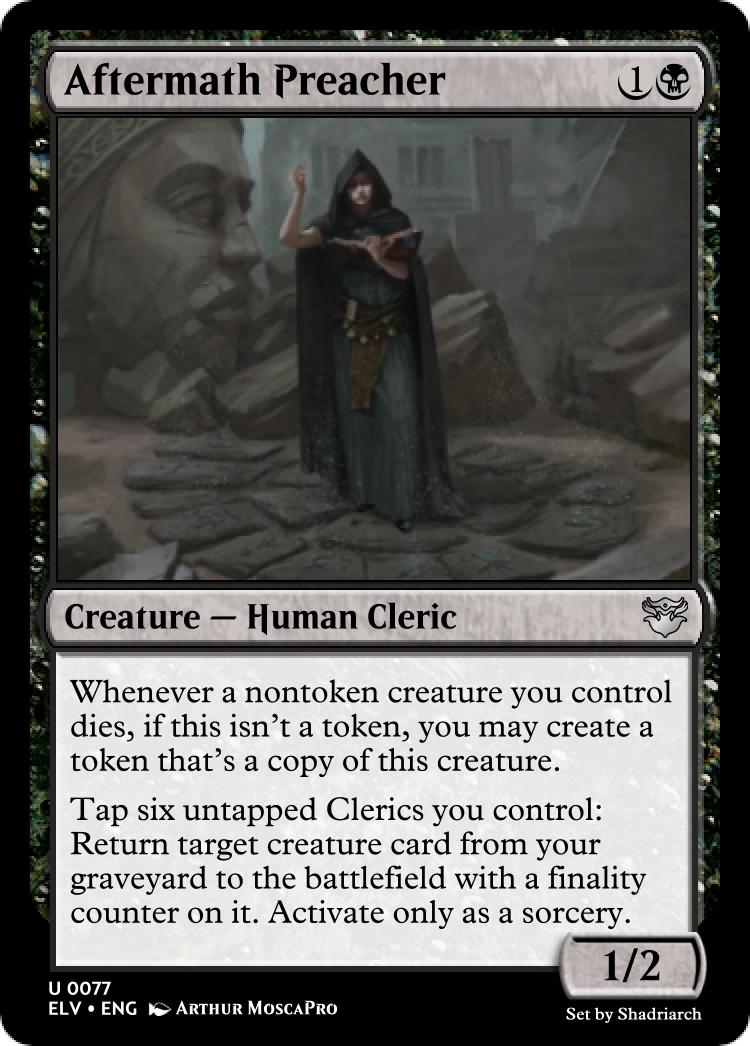 Aftermath Preacher
1
Creature — Human Cleric
Whenever a nontoken creature you control
dies, if this isn't a token, you may create a
token that's a copy of this creature.
Tap six untapped Clerics you control:
Return target creature card from your
graveyard to the battlefield with a finality
counter on it. Activate only as a sorcery.
1/2
U 0077
ELV • ENG Arthur MoscaPro
Set by Shadriarch